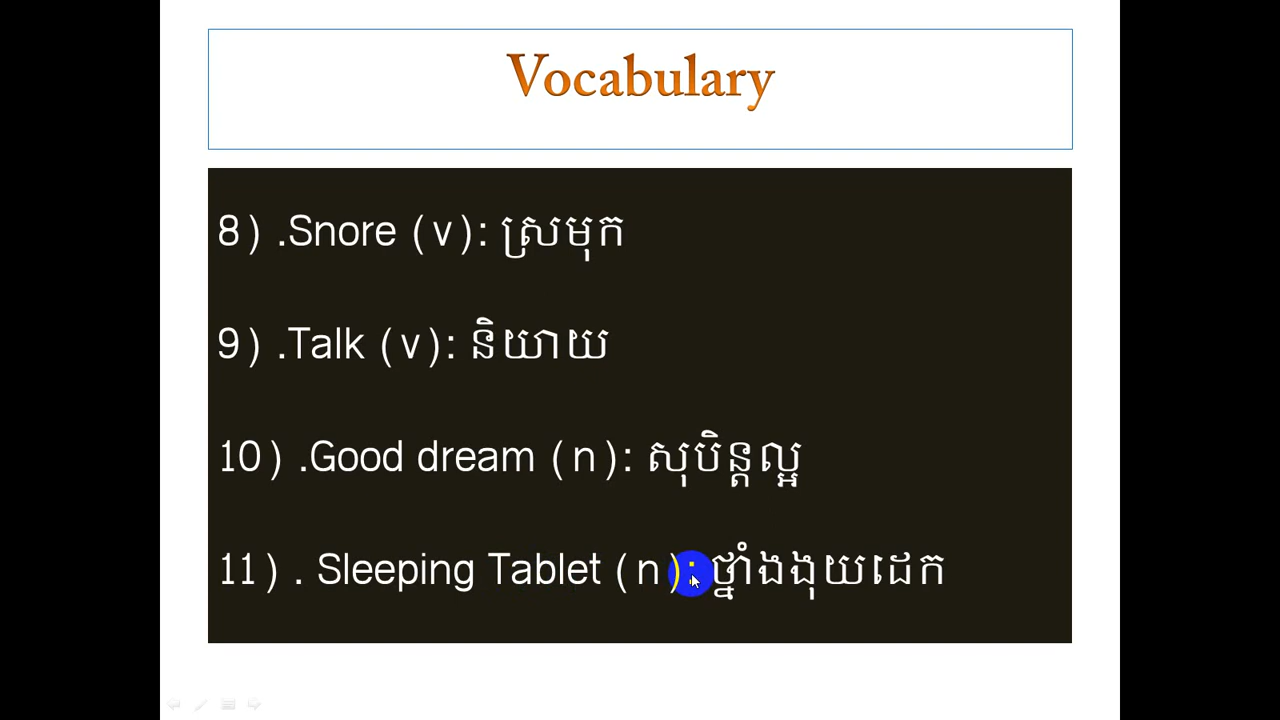 Vocabulary
8) .Snore (v): ស្រមុក
9) .Talk (v): និយាយ
10) .Good dream (n): សុបិន្តល្អ
11) . Sleeping Tablet (n): ថ្នាំងងុយដេក